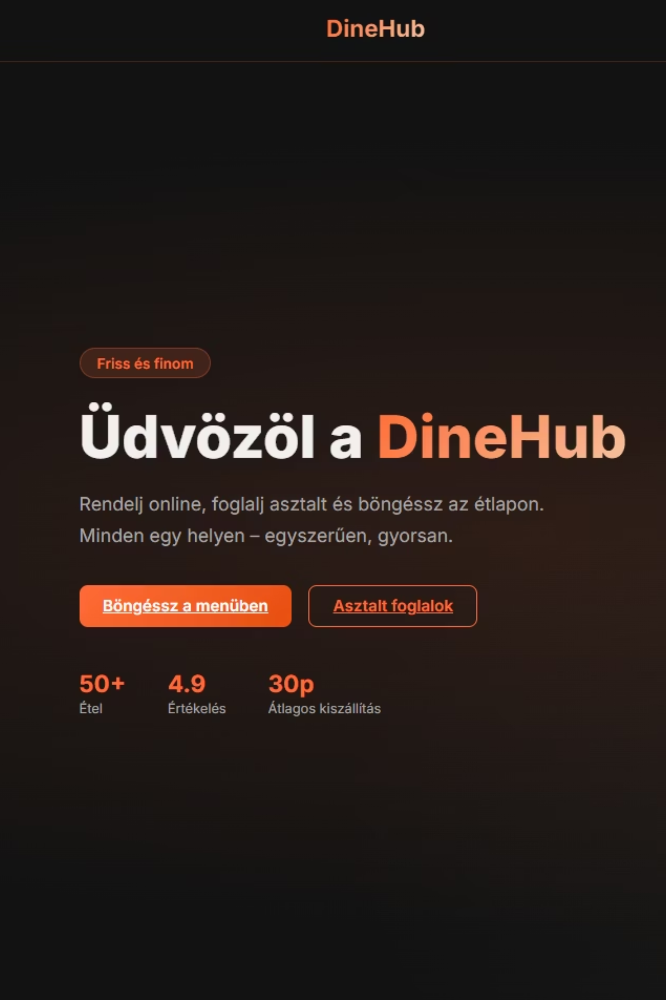 DineHub
Friss és finom
Üdvözöl a DineHub
Rendelj online, foglalj asztalt és böngéssz az étlapon.
Minden egy helyen – egyszerűen, gyorsan.
Böngéssz a menüben
Asztalt foglalok
50+
Étel
4.9
Értékelés
30p
Átlagos kiszállítás